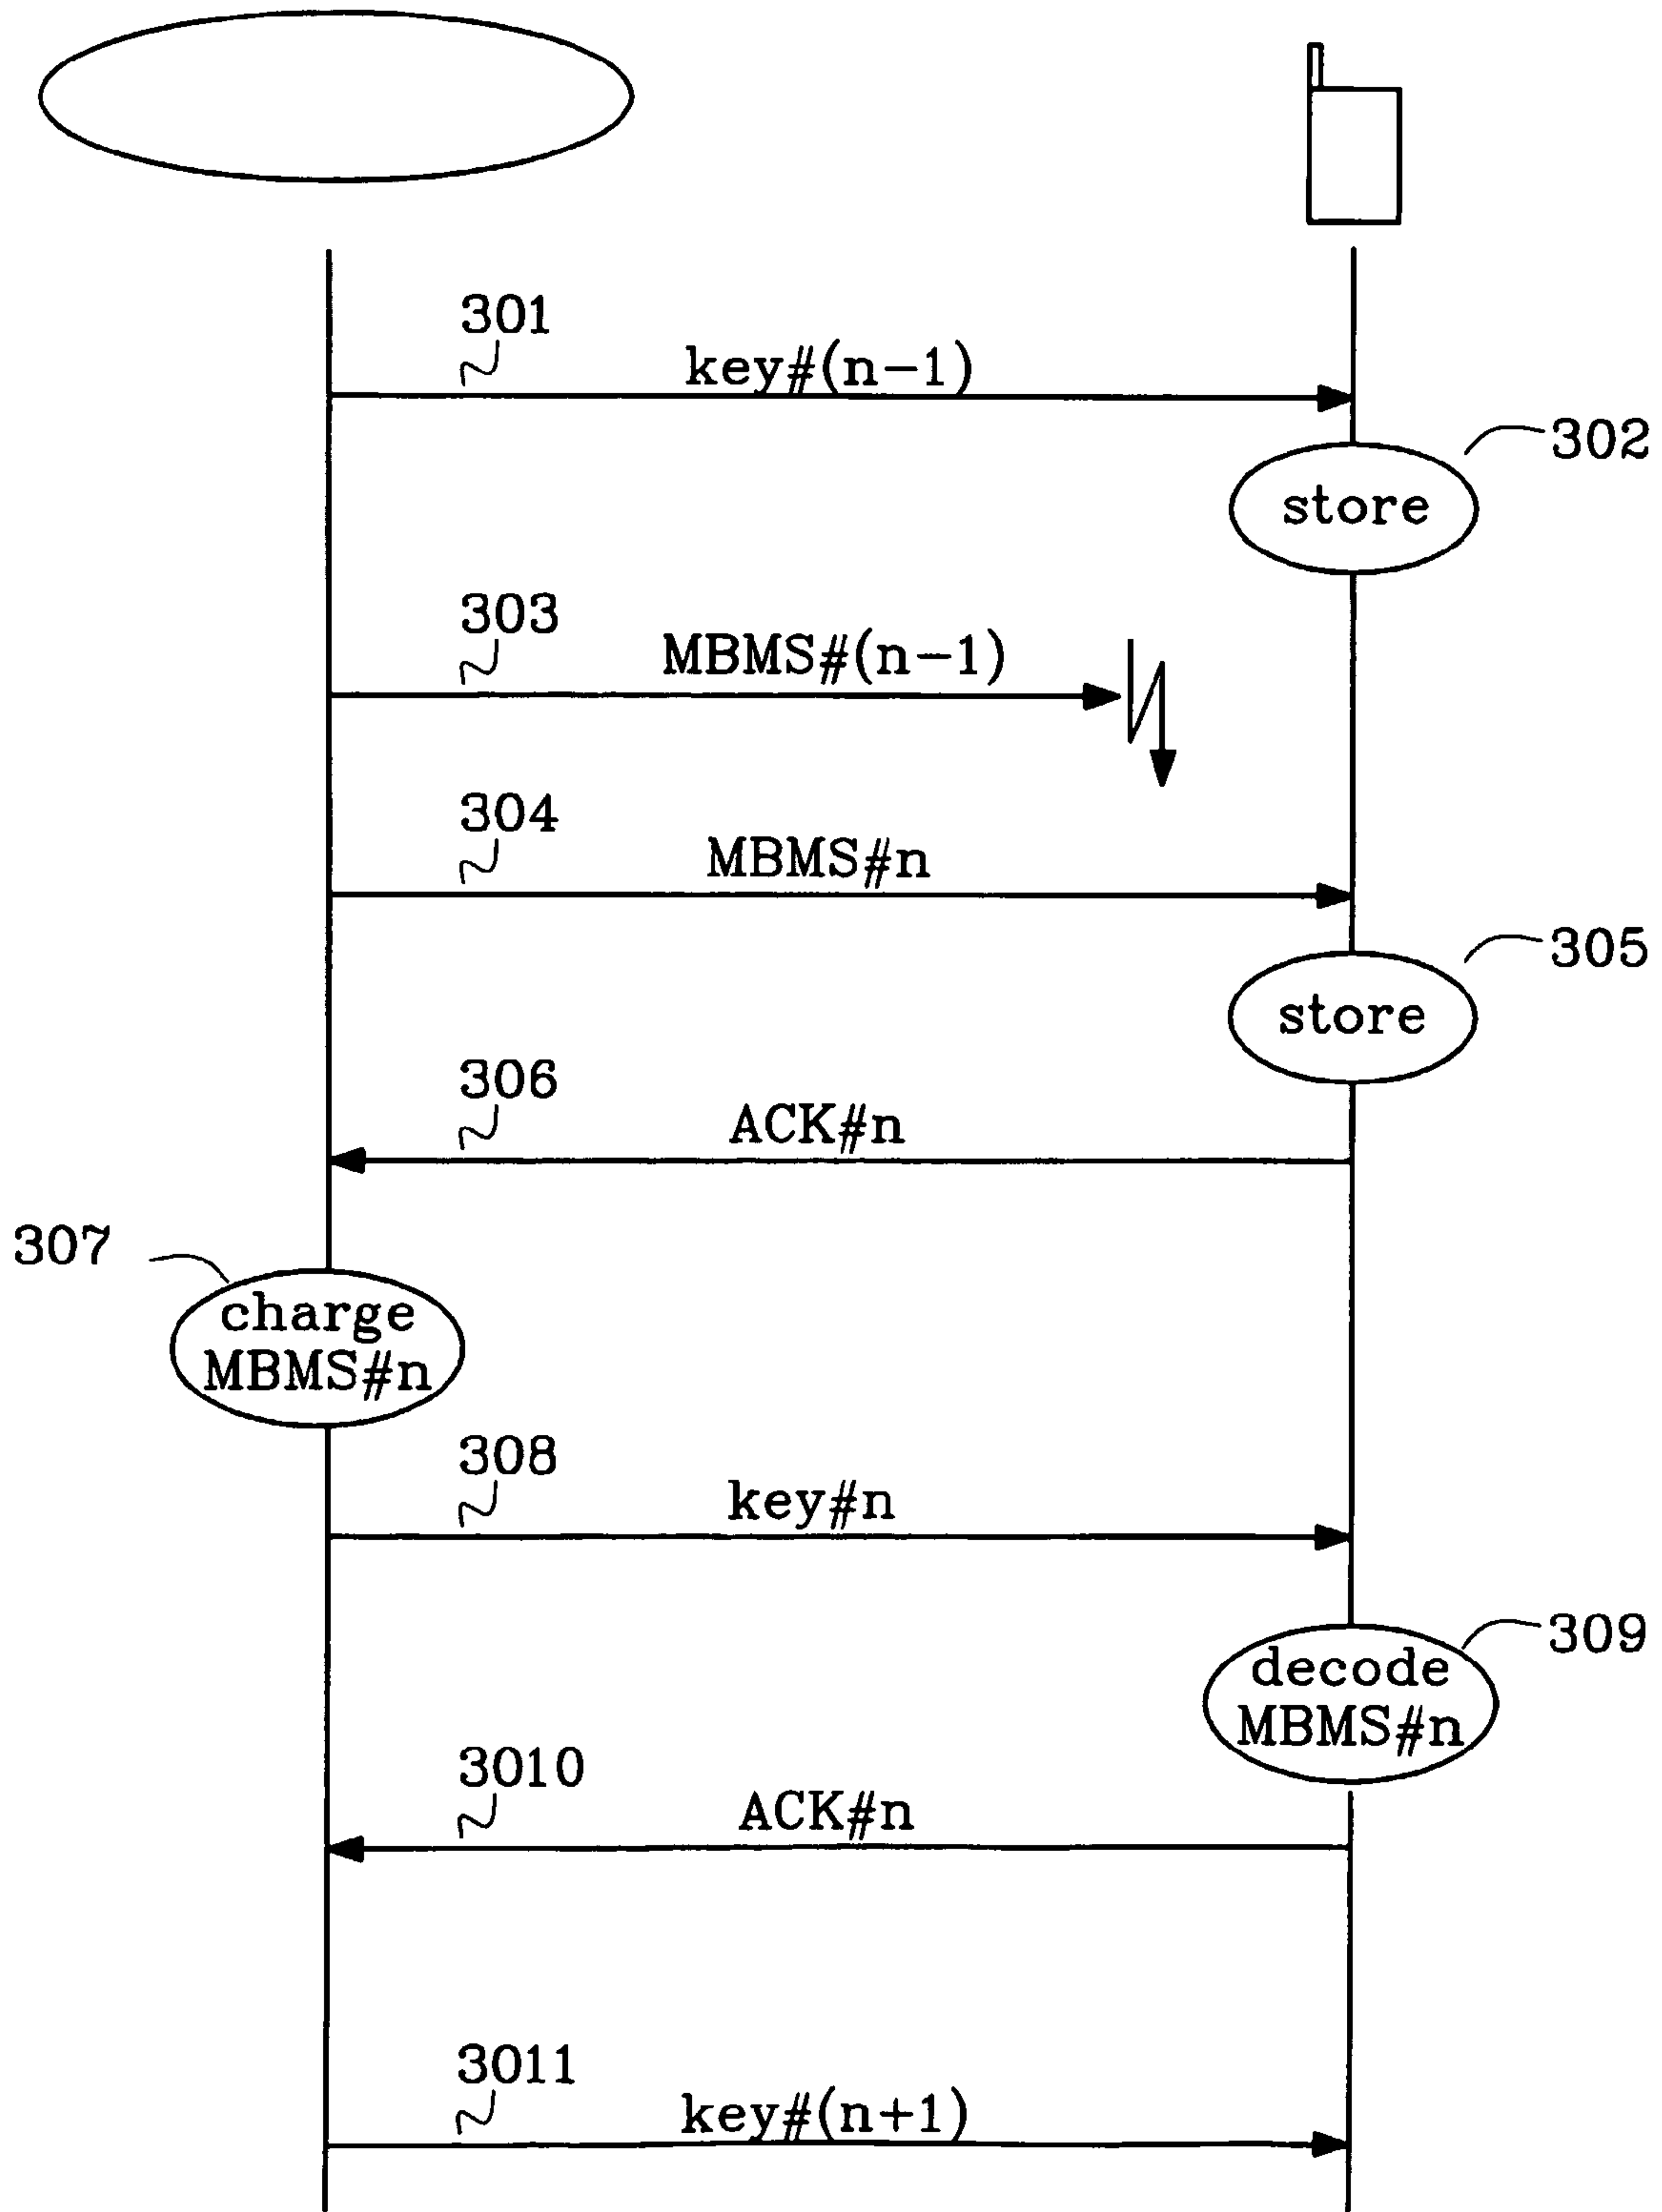 301
key#(n-1)
302
store
303
MBMS#(n-1)
304
MBMS#n
305
store
306
ACK#n
307
charge
MBMS#n
308
key#n
309
decode
MBMS#n
3010
ACK#n
3011
key#(n+1)